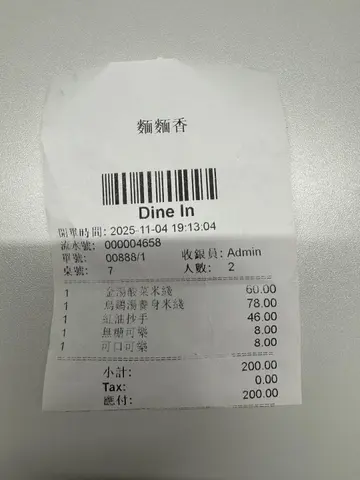 麵麵香
Dine In
開單時間: 2025-11-04 19:13:04
流水號: 000004658
單號: 00888/1 收銀員: Admin
桌號: 7 人數: 2
1 金湯酸菜米綫 60.00
1 烏鷄湯養身米綫 78.00
1 紅油抄手 46.00
1 無糖可樂 8.00
1 可口可樂 8.00
小計: 200.00
Tax: 0.00
應付: 200.00